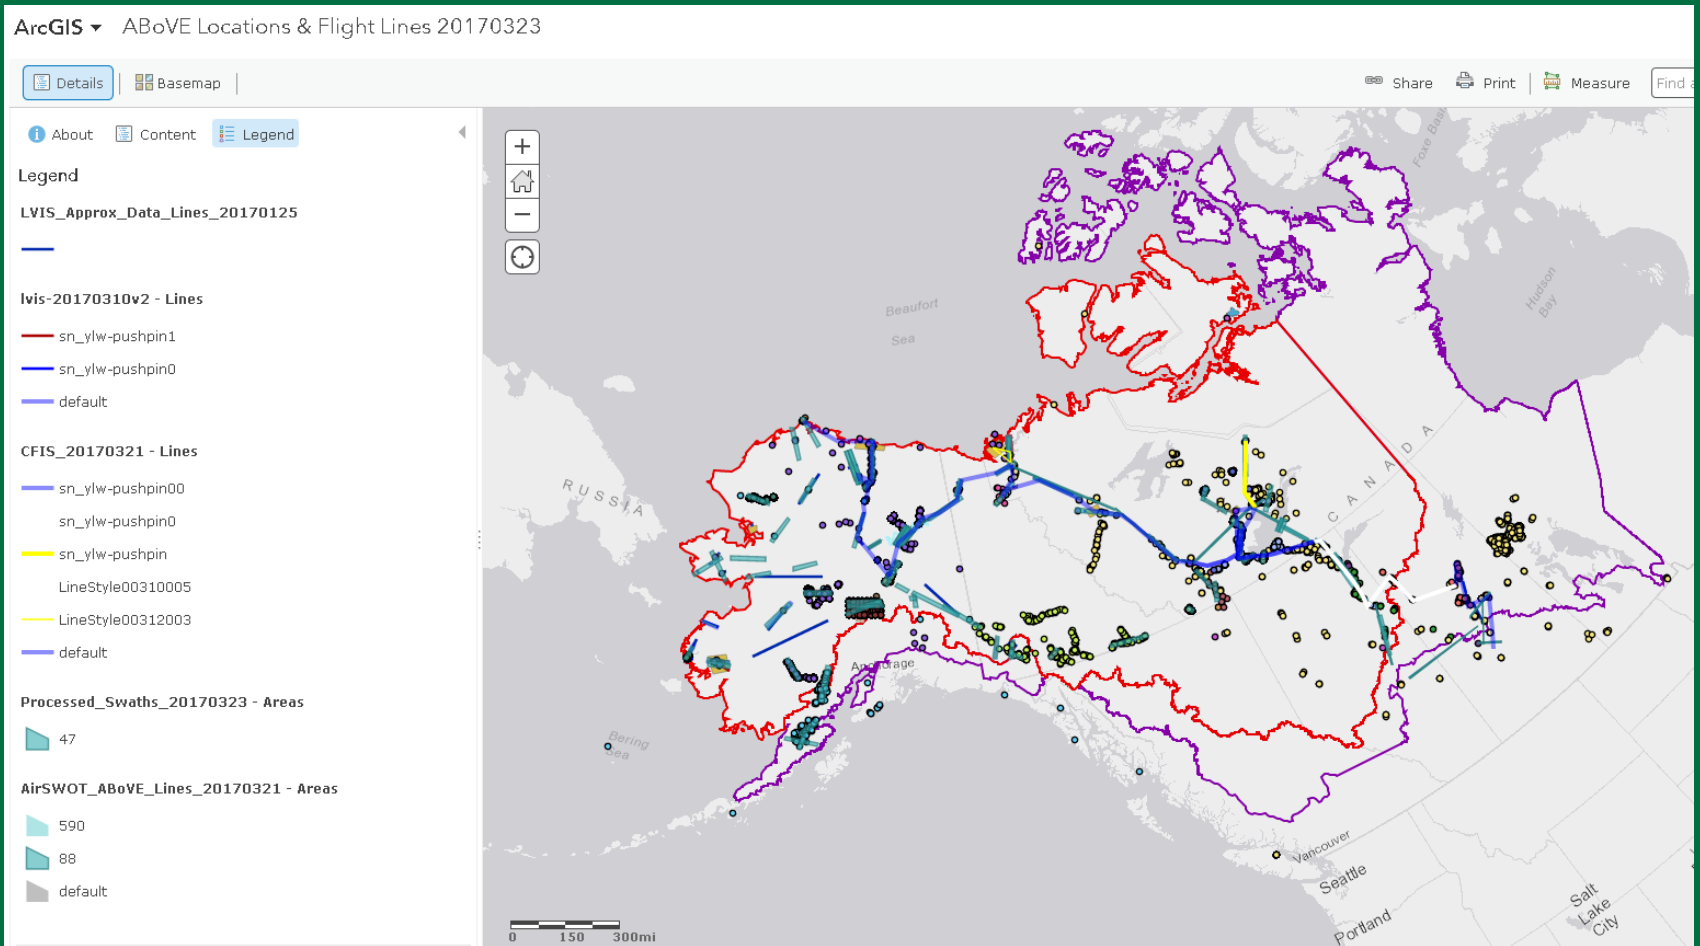 ArcGIS ABoVE Locations & Flight Lines 20170323
Details Basemap Share Print Measure Find a
About Content Legend
Legend
LVIS_Approx_Data_Lines_20170125
lvis-20170310v2 - Lines
sn_ylw-pushpin1
sn_ylw-pushpin0
default
CFIS_20170321 - Lines
sn_ylw-pushpin00
sn_ylw-pushpin0
sn_ylw-pushpin
LineStyle00310005
LineStyle00312003
default
Processed_Swaths_20170323 - Areas
47
AirSWOT_ABoVE_Lines_20170321 - Areas
590
88
default
+
−
Foxe Bas
Beaufort
Sea
Hudson
Bay
RUSSIA
CANADA
Anchorage
Bering
Sea
Vancouver
Seattle
Portland
Salt
Lake
City
0 150 300mi